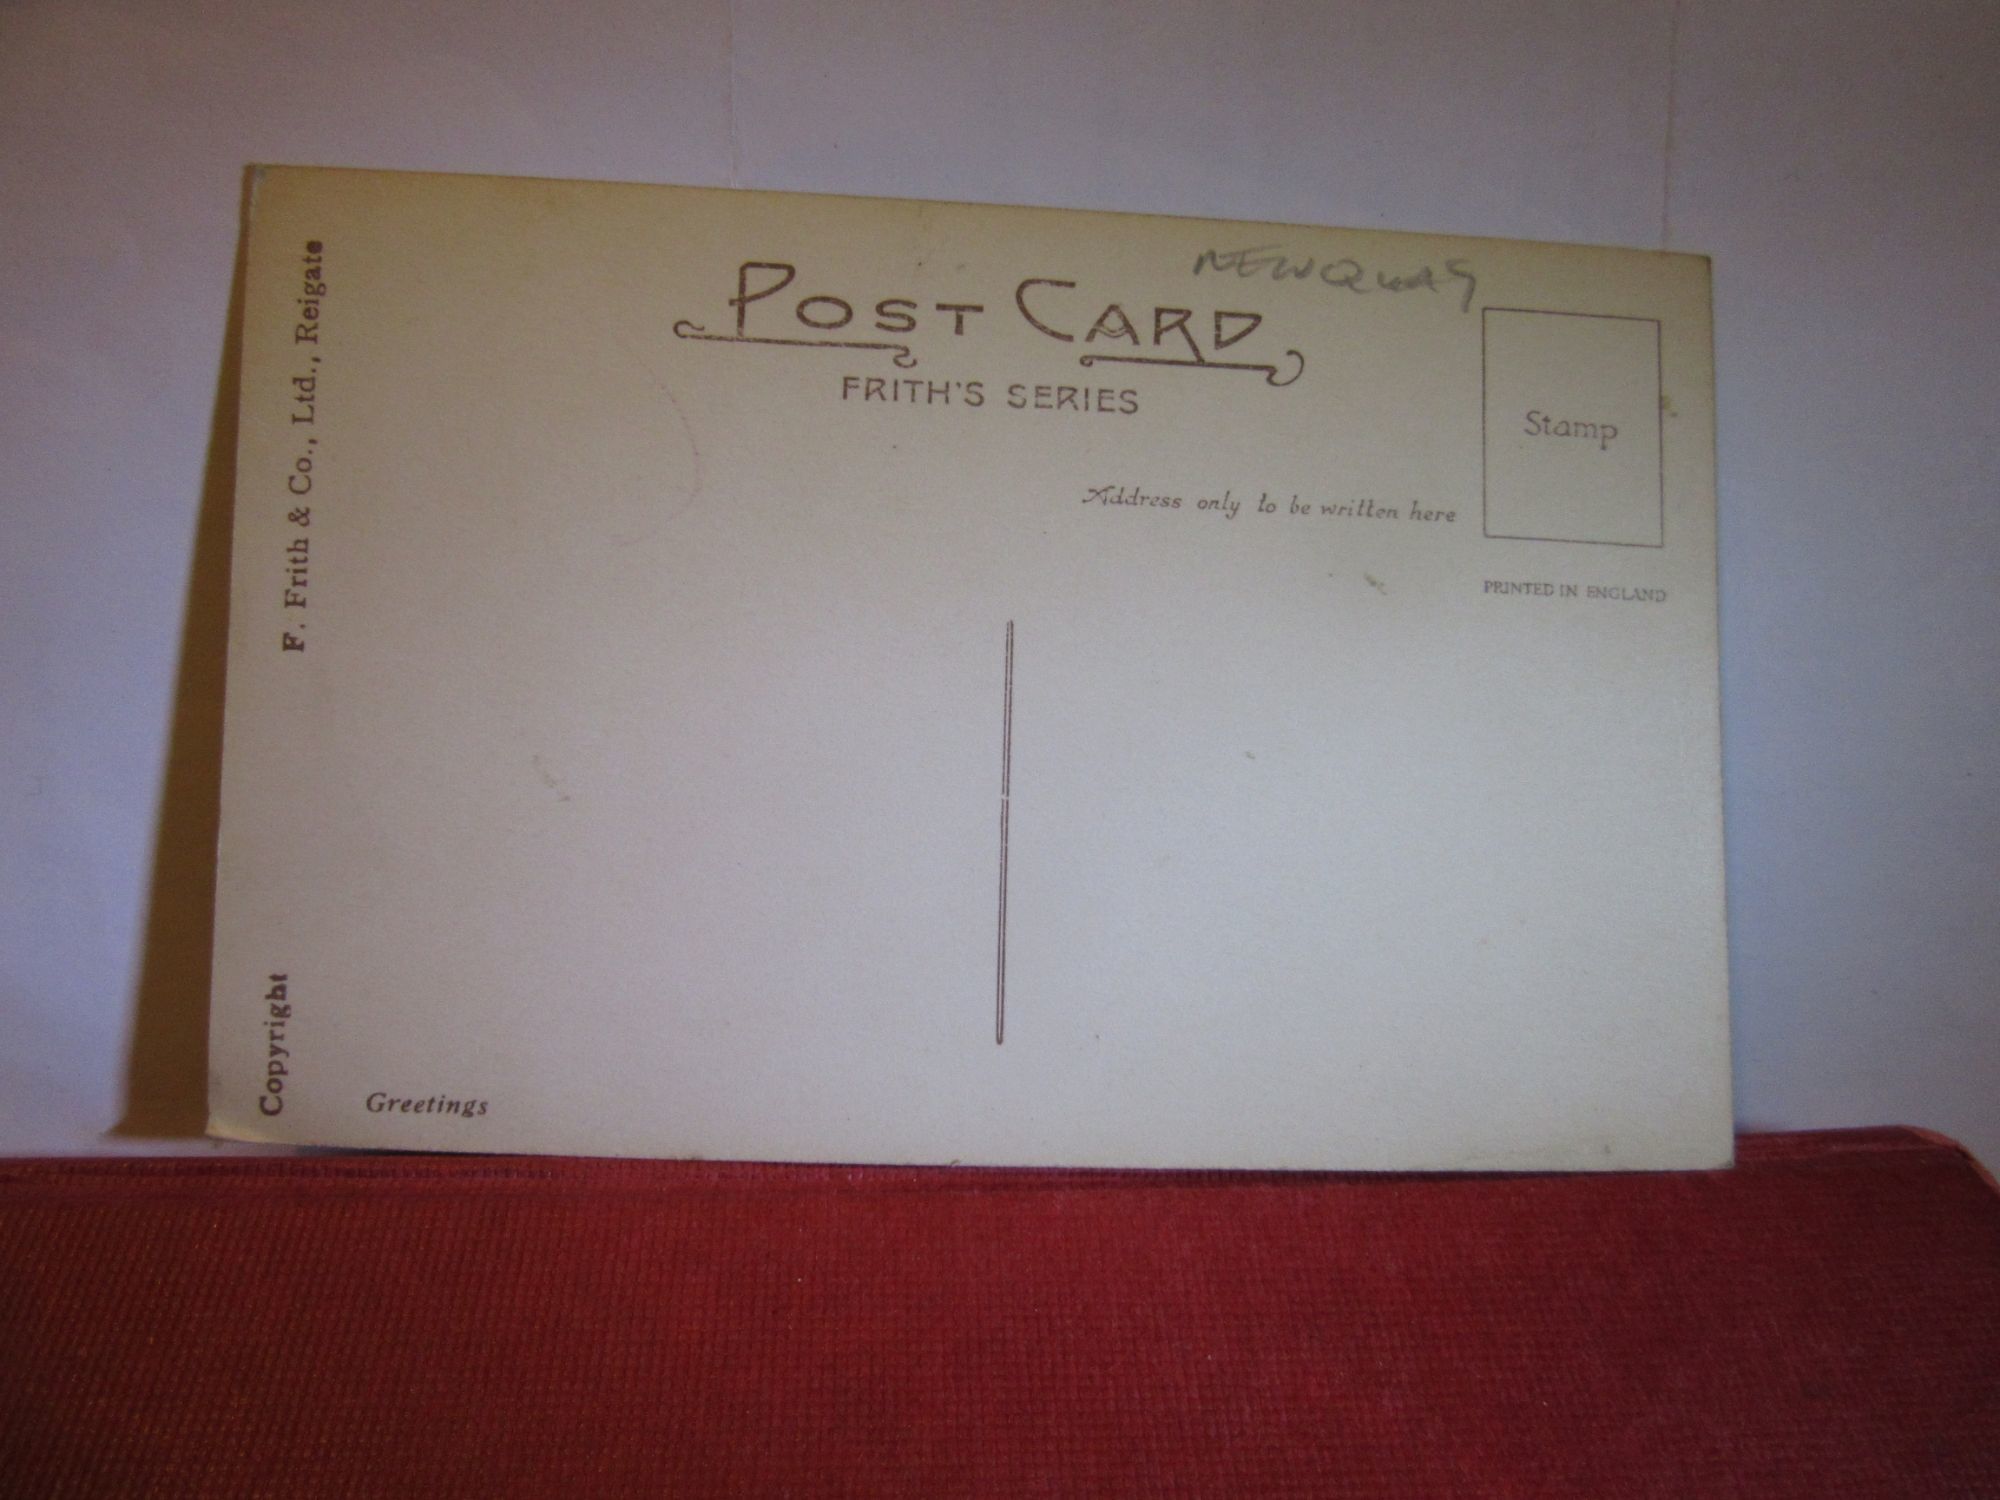 NEWQUAY
POST CARD
FRITH'S SERIES
Stamp
Address only to be written here
PRINTED IN ENGLAND
F. Frith & Co., Ltd., Reigate
Copyright
Greetings